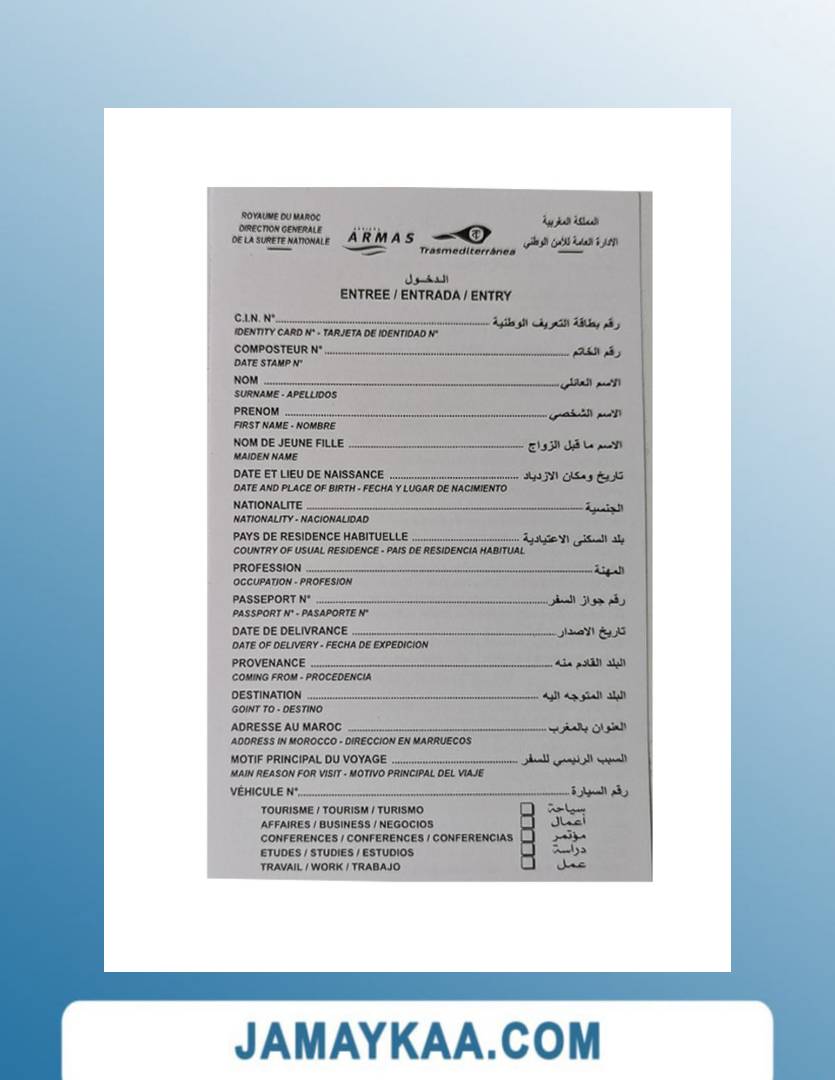 ROYAUME DU MAROC
DIRECTION GENERALE
DE LA SURETE NATIONALE
ARMAS
Trasmediterránea
المملكة المغربية
الادارة العامة للأمن الوطني
الدخول
ENTREE / ENTRADA / ENTRY
C.I.N. N° رقم بطاقة التعريف الوطنية
IDENTITY CARD N° - TARJETA DE IDENTIDAD N°
COMPOSTEUR N° رقم الخاتم
DATE STAMP N°
NOM الاسم العائلي
SURNAME - APELLIDOS
PRENOM الاسم الشخصي
FIRST NAME - NOMBRE
NOM DE JEUNE FILLE الاسم ما قبل الزواج
MAIDEN NAME
DATE ET LIEU DE NAISSANCE تاريخ ومكان الازدياد
DATE AND PLACE OF BIRTH - FECHA Y LUGAR DE NACIMIENTO
NATIONALITE الجنسية
NATIONALITY - NACIONALIDAD
PAYS DE RESIDENCE HABITUELLE بلد السكنى الاعتيادية
COUNTRY OF USUAL RESIDENCE - PAIS DE RESIDENCIA HABITUAL
PROFESSION المهنة
OCCUPATION - PROFESION
PASSEPORT N° رقم جواز السفر
PASSPORT N° - PASAPORTE N°
DATE DE DELIVRANCE تاريخ الاصدار
DATE OF DELIVERY - FECHA DE EXPEDICION
PROVENANCE البلد القادم منه
COMING FROM - PROCEDENCIA
DESTINATION البلد المتوجه اليه
GOINT TO - DESTINO
ADRESSE AU MAROC العنوان بالمغرب
ADDRESS IN MOROCCO - DIRECCION EN MARRUECOS
MOTIF PRINCIPAL DU VOYAGE السبب الرئيسي للسفر
MAIN REASON FOR VISIT - MOTIVO PRINCIPAL DEL VIAJE
VÉHICULE N° رقم السيارة
TOURISME / TOURISM / TURISMO سياحة
AFFAIRES / BUSINESS / NEGOCIOS أعمال
CONFERENCES / CONFERENCES / CONFERENCIAS مؤتمر
ETUDES / STUDIES / ESTUDIOS دراسة
TRAVAIL / WORK / TRABAJO عمل
JAMAYKAA.COM